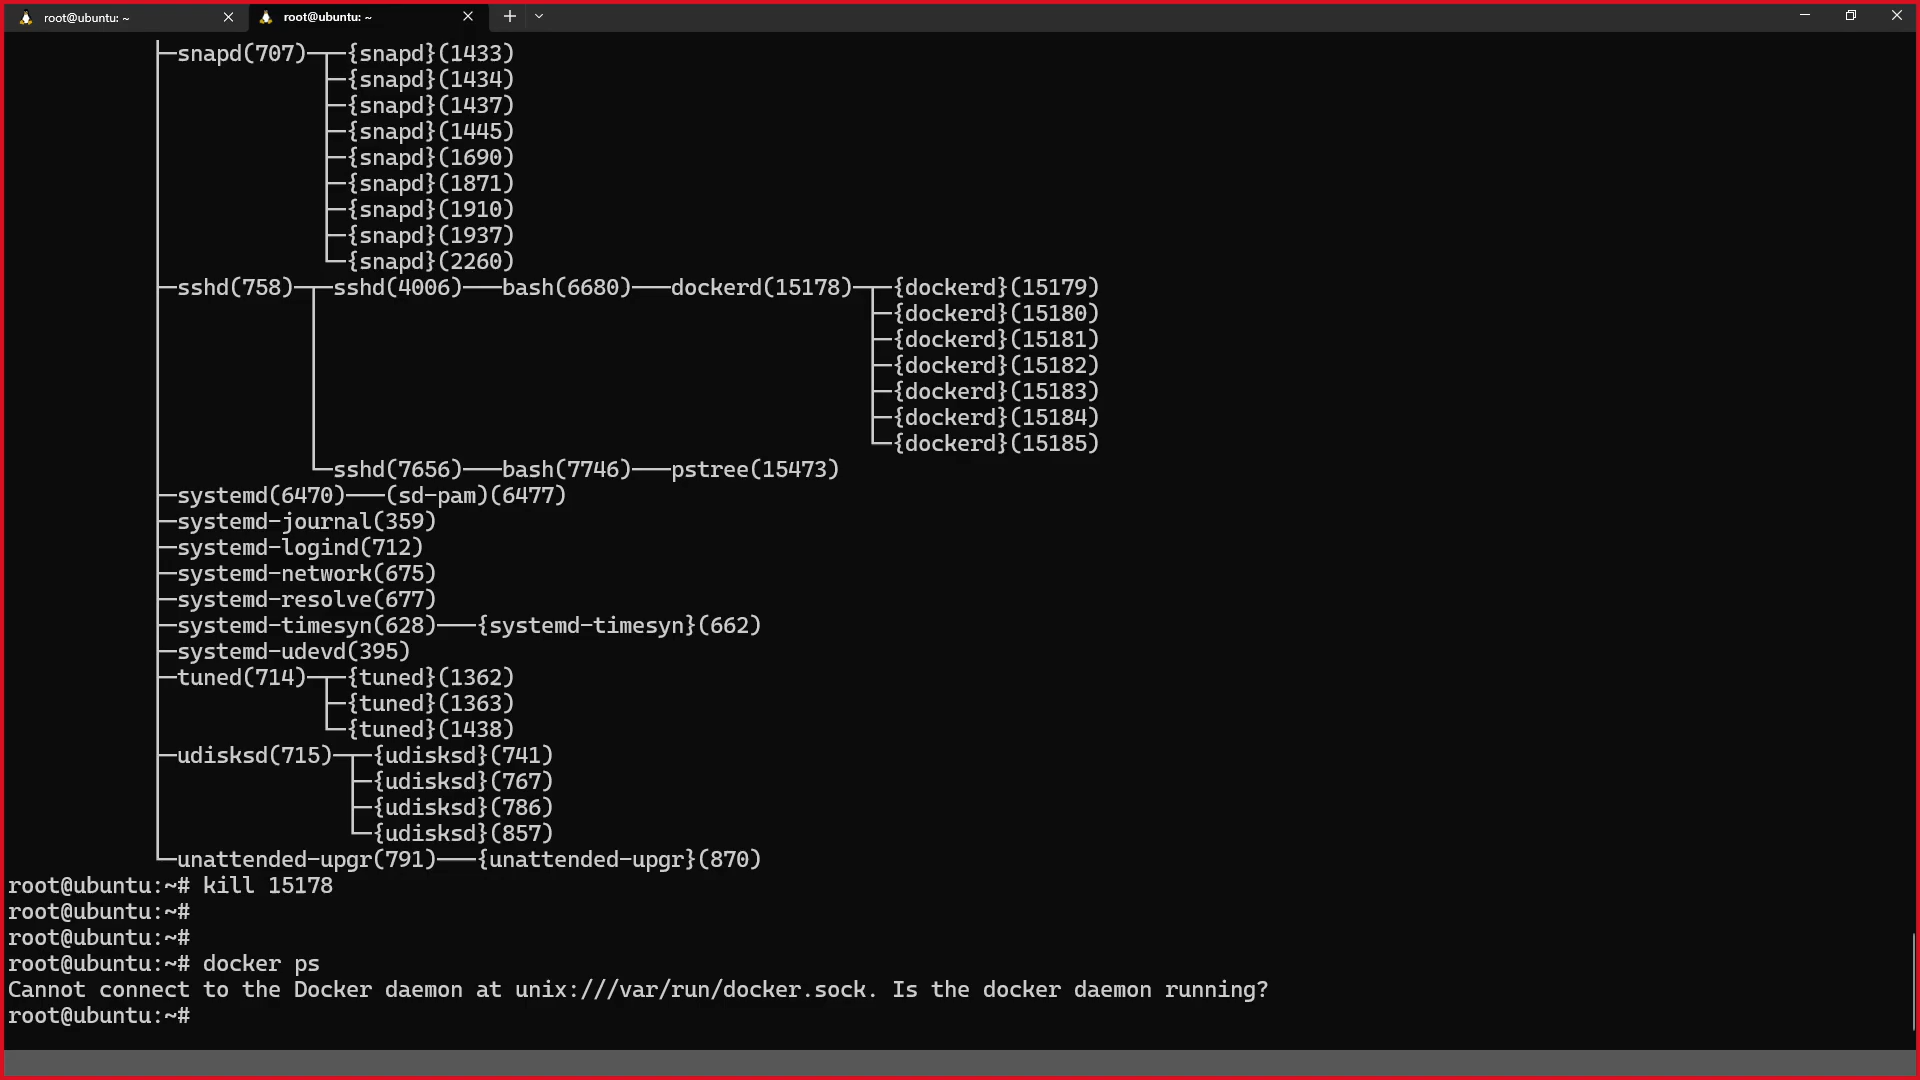 root@ubuntu: ~
root@ubuntu: ~
├─snapd(707)─┬─{snapd}(1433)
├─{snapd}(1434)
├─{snapd}(1437)
├─{snapd}(1445)
├─{snapd}(1690)
├─{snapd}(1871)
├─{snapd}(1910)
├─{snapd}(1937)
└─{snapd}(2260)
├─sshd(758)─┬─sshd(4006)───bash(6680)───dockerd(15178)─┬─{dockerd}(15179)
├─{dockerd}(15180)
├─{dockerd}(15181)
├─{dockerd}(15182)
├─{dockerd}(15183)
├─{dockerd}(15184)
└─{dockerd}(15185)
└─sshd(7656)───bash(7746)───pstree(15473)
├─systemd(6470)───(sd-pam)(6477)
├─systemd-journal(359)
├─systemd-logind(712)
├─systemd-network(675)
├─systemd-resolve(677)
├─systemd-timesyn(628)───{systemd-timesyn}(662)
├─systemd-udevd(395)
├─tuned(714)─┬─{tuned}(1362)
├─{tuned}(1363)
└─{tuned}(1438)
├─udisksd(715)─┬─{udisksd}(741)
├─{udisksd}(767)
├─{udisksd}(786)
└─{udisksd}(857)
└─unattended-upgr(791)───{unattended-upgr}(870)
root@ubuntu:~# kill 15178
root@ubuntu:~#
root@ubuntu:~#
root@ubuntu:~# docker ps
Cannot connect to the Docker daemon at unix:///var/run/docker.sock. Is the docker daemon running?
root@ubuntu:~#